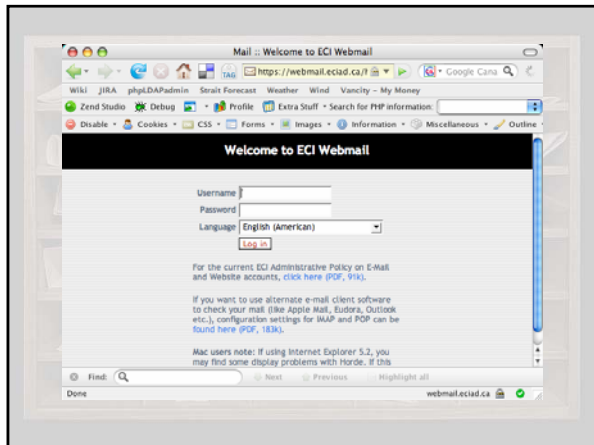 Mail :: Welcome to ECI Webmail
TAG https://webmail.eciad.ca/ Google Cana
Wiki JIRA phpLDAPadmin Strait Forecast Weather Wind Vancity - My Money
Zend Studio Debug Profile Extra Stuff Search for PHP information:
Disable Cookies CSS Forms Images Information Miscellaneous Outline
Welcome to ECI Webmail
Username
Password
Language English (American)
Log in
For the current ECI Administrative Policy on E-Mail
and Website accounts, click here (PDF, 91k).
If you want to use alternate e-mail client software
to check your mail (like Apple Mail, Eudora, Outlook
etc.), configuration settings for IMAP and POP can be
found here (PDF, 183k).
Mac users note: If using Internet Explorer 5.2, you
may find some display problems with Horde. If this
Find: Next Previous Highlight all
Done webmail.eciad.ca